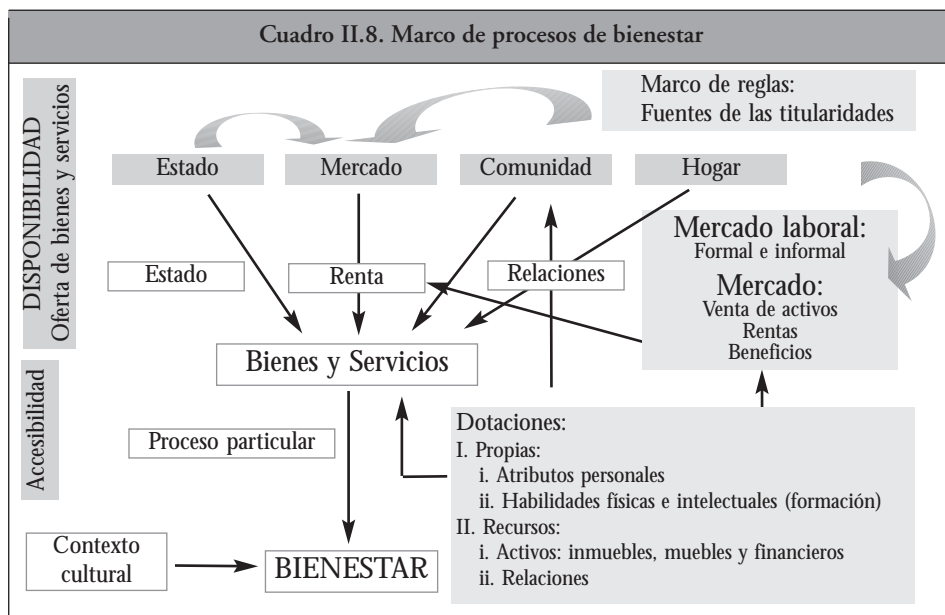 Cuadro II.8. Marco de procesos de bienestar
DISPONIBILIDAD
Oferta de bienes y servicios
Marco de reglas:
Fuentes de las titularidades
Estado
Mercado
Comunidad
Hogar
Mercado laboral:
Formal e informal
Mercado:
Venta de activos
Rentas
Beneficios
Estado
Renta
Relaciones
Bienes y Servicios
Accesibilidad
Proceso particular
Dotaciones:
I. Propias:
i. Atributos personales
ii. Habilidades físicas e intelectuales (formación)
II. Recursos:
i. Activos: inmuebles, muebles y financieros
ii. Relaciones
Contexto
cultural
BIENESTAR